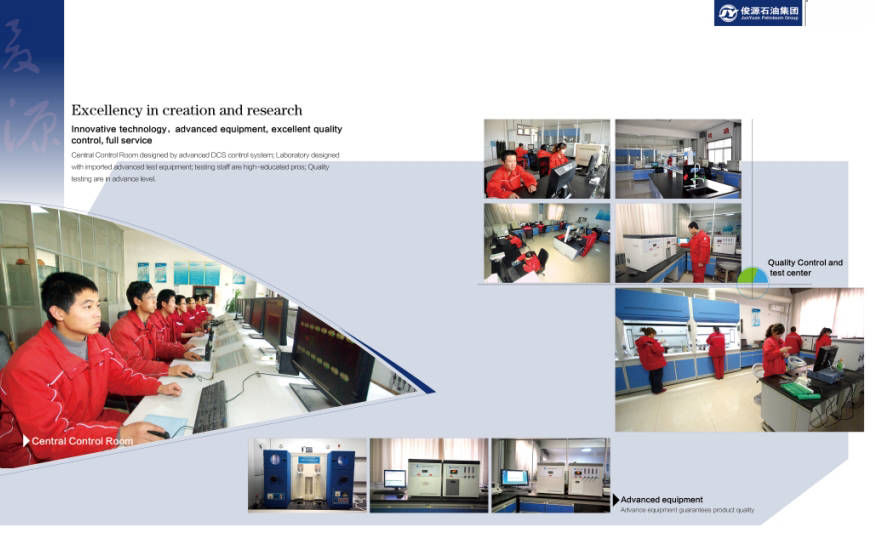 俊源石油集团
JunYuan Petroleum Group
源
Excellency in creation and research
Innovative technology, advanced equipment, excellent quality
control, full service
Central Control Room designed by advanced DCS control system; Laboratory designed
with imported advanced test equipment; testing staff are high-educated pros; Quality
testing are in advance level.
Quality Control and
test center
Central Control Room
Advanced equipment
Advance equipment guarantees product quality